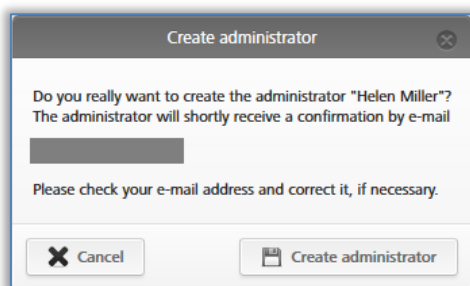 Create administrator
Do you really want to create the administrator "Helen Miller"?
The administrator will shortly receive a confirmation by e-mail
Please check your e-mail address and correct it, if necessary.
Cancel
Create administrator